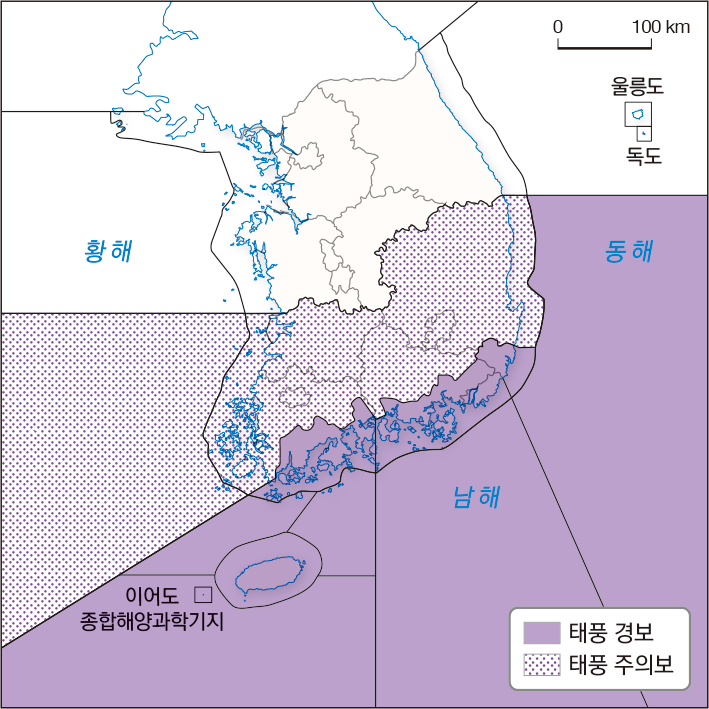 0 100 km
울릉도
독도
황해
동해
남해
이어도
종합해양과학기지
태풍 경보
태풍 주의보